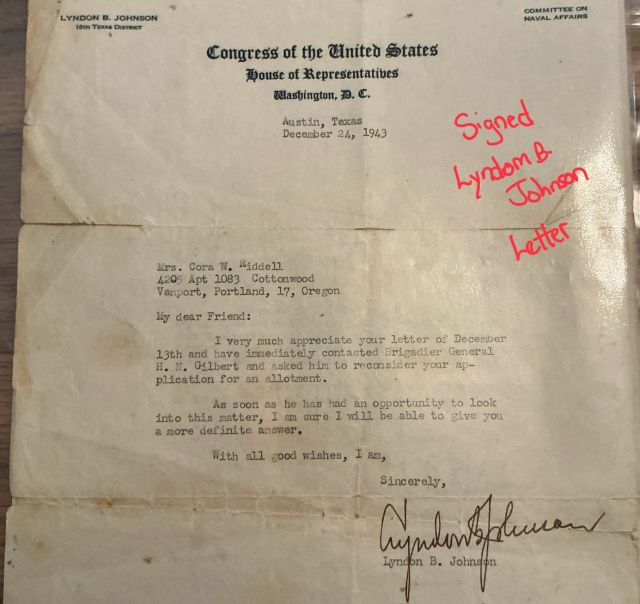 LYNDON B. JOHNSON
10TH TEXAS DISTRICT
COMMITTEE ON
NAVAL AFFAIRS
Congress of the United States
House of Representatives
Washington, D. C.
Austin, Texas
December 24, 1943
Signed
Lyndom B.
Johnson
Letter
Mrs. Cora W. Riddell
4205 Apt 1083 Cottonwood
Vanport, Portland, 17, Oregon
My dear Friend:
I very much appreciate your letter of December
13th and have immediately contacted Brigadier General
H. N. Gilbert and asked him to reconsider your ap-
plication for an allotment.
As soon as he has had an opportunity to look
into this matter, I am sure I will be able to give you
a more definite answer.
With all good wishes, I am,
Sincerely,
Lyndon B Johnson
Lyndon B. Johnson